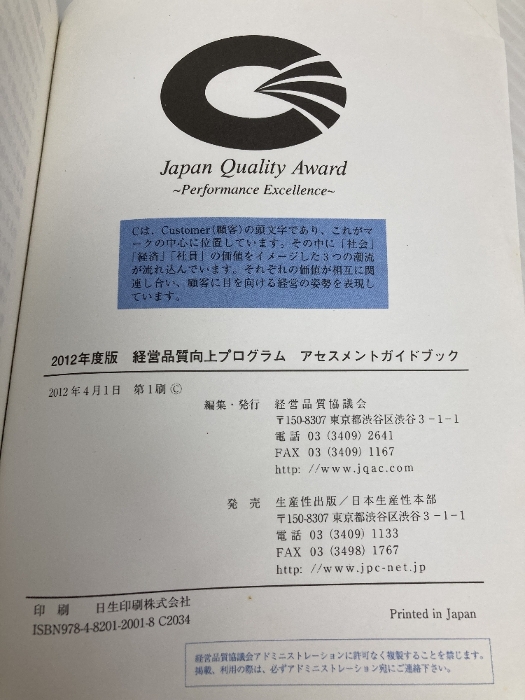 Japan Quality Award
~Performance Excellence~
Cは、Customer(顧客)の頭文字であり、これがマ
ークの中心に位置しています。その中に「社会」
「経済」「社員」の価値をイメージした3つの潮流
が流れ込んでいます。それぞれの価値が相互に関
連し合い、顧客に目を向ける経営の姿勢を表現し
ています。
2012年度版 経営品質向上プログラム アセスメントガイドブック
2012年4月1日 第1刷 ©
編集・発行 経営品質協議会
〒150-8307 東京都渋谷区渋谷3-1-1
電話 03 (3409) 2641
FAX 03 (3409) 1167
http: //www.jqac.com
発売 生産性出版/日本生産性本部
〒150-8307 東京都渋谷区渋谷3-1-1
電話 03 (3409) 1133
FAX 03 (3498) 1767
http: //www.jpc-net.jp
印刷 日生印刷株式会社
ISBN978-4-8201-2001-8 C2034
Printed in Japan
経営品質協議会アドミニストレーションに許可なく複製することを禁じます。
掲載、利用の際は、必ずアドミニストレーション宛にご連絡下さい。